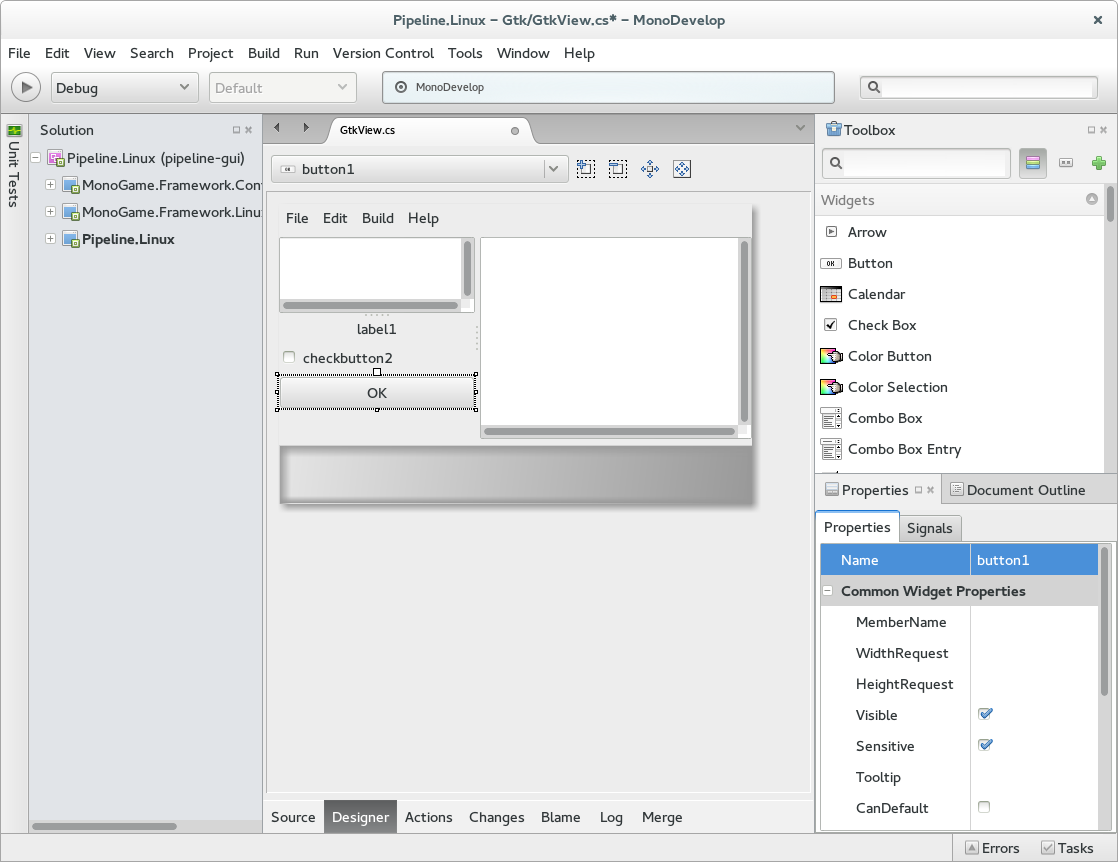 Pipeline.Linux – Gtk/GtkView.cs* – MonoDevelop
File Edit View Search Project Build Run Version Control Tools Window Help
Debug Default MonoDevelop
Unit Tests
Solution
Pipeline.Linux (pipeline-gui)
MonoGame.Framework.Con
MonoGame.Framework.Linu
Pipeline.Linux
GtkView.cs
button1
File Edit Build Help
label1
checkbutton2
OK
Source Designer Actions Changes Blame Log Merge
Toolbox
Widgets
Arrow
OK Button
Calendar
Check Box
Color Button
Color Selection
Combo Box
Combo Box Entry
Properties Document Outline
Properties Signals
Name button1
Common Widget Properties
MemberName
WidthRequest
HeightRequest
Visible
Sensitive
Tooltip
CanDefault
Errors Tasks